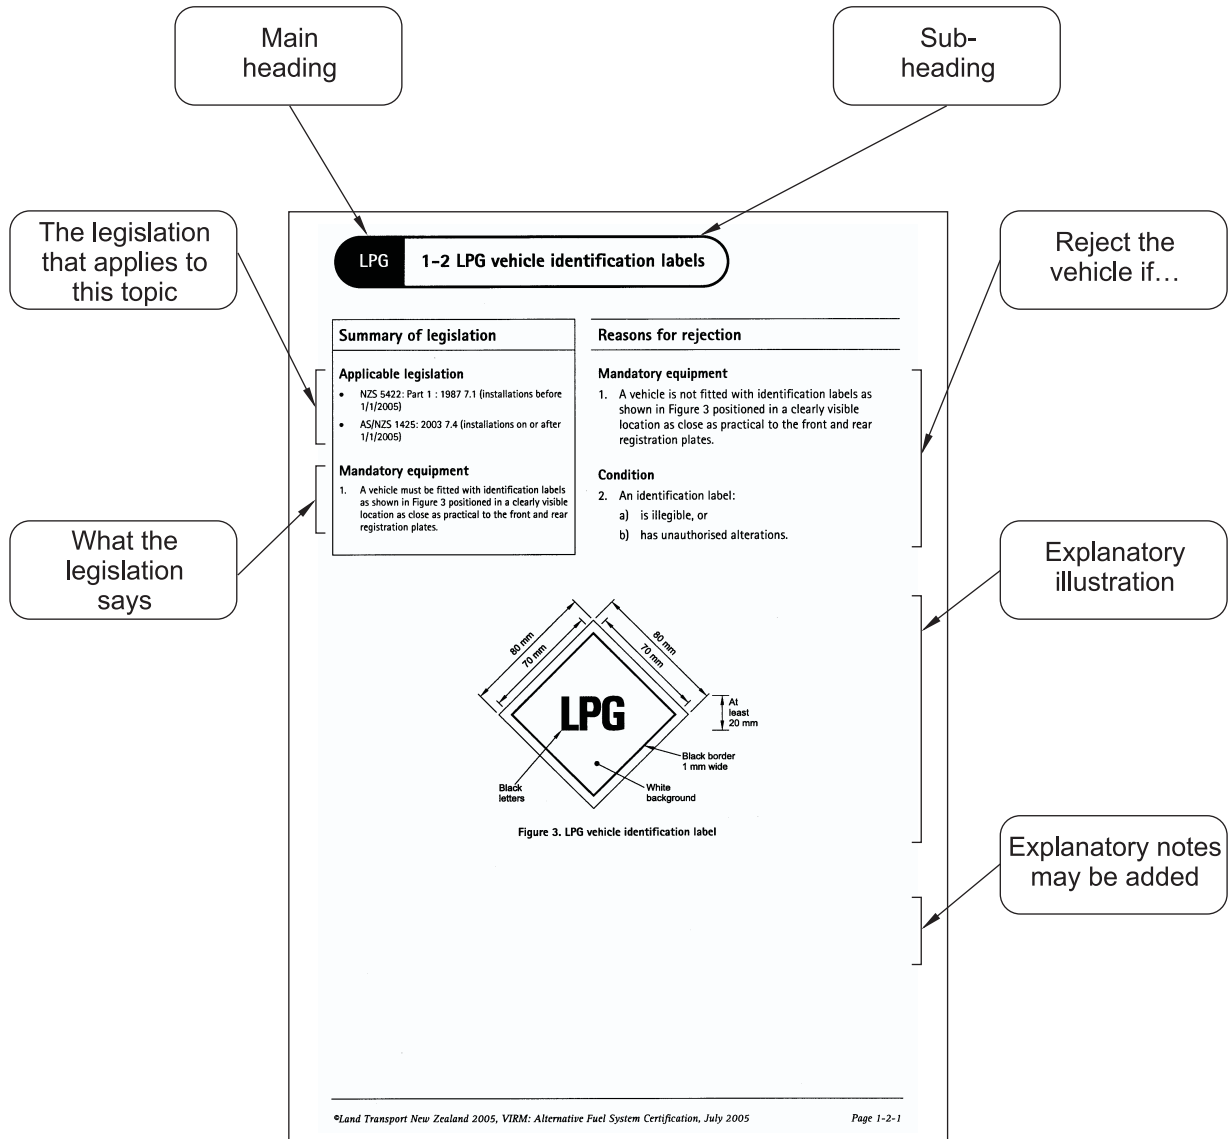 Main
heading
Sub-
heading
The legislation
that applies to
this topic
Reject the
vehicle if…
LPG
1-2 LPG vehicle identification labels
Summary of legislation
Applicable legislation
• NZS 5422: Part 1 : 1987 7.1 (installations before
1/1/2005)
• AS/NZS 1425: 2003 7.4 (installations on or after
1/1/2005)
Mandatory equipment
1. A vehicle must be fitted with identification labels
as shown in Figure 3 positioned in a clearly visible
location as close as practical to the front and rear
registration plates.
Reasons for rejection
Mandatory equipment
1. A vehicle is not fitted with identification labels as
shown in Figure 3 positioned in a clearly visible
location as close as practical to the front and rear
registration plates.
Condition
2. An identification label:
a) is illegible, or
b) has unauthorised alterations.
What the
legislation
says
Explanatory
illustration
80 mm
70 mm
80 mm
70 mm
LPG
At
least
20 mm
Black border
1 mm wide
Black
letters
White
background
Figure 3. LPG vehicle identification label
Explanatory notes
may be added
©Land Transport New Zealand 2005, VIRM: Alternative Fuel System Certification, July 2005
Page 1-2-1